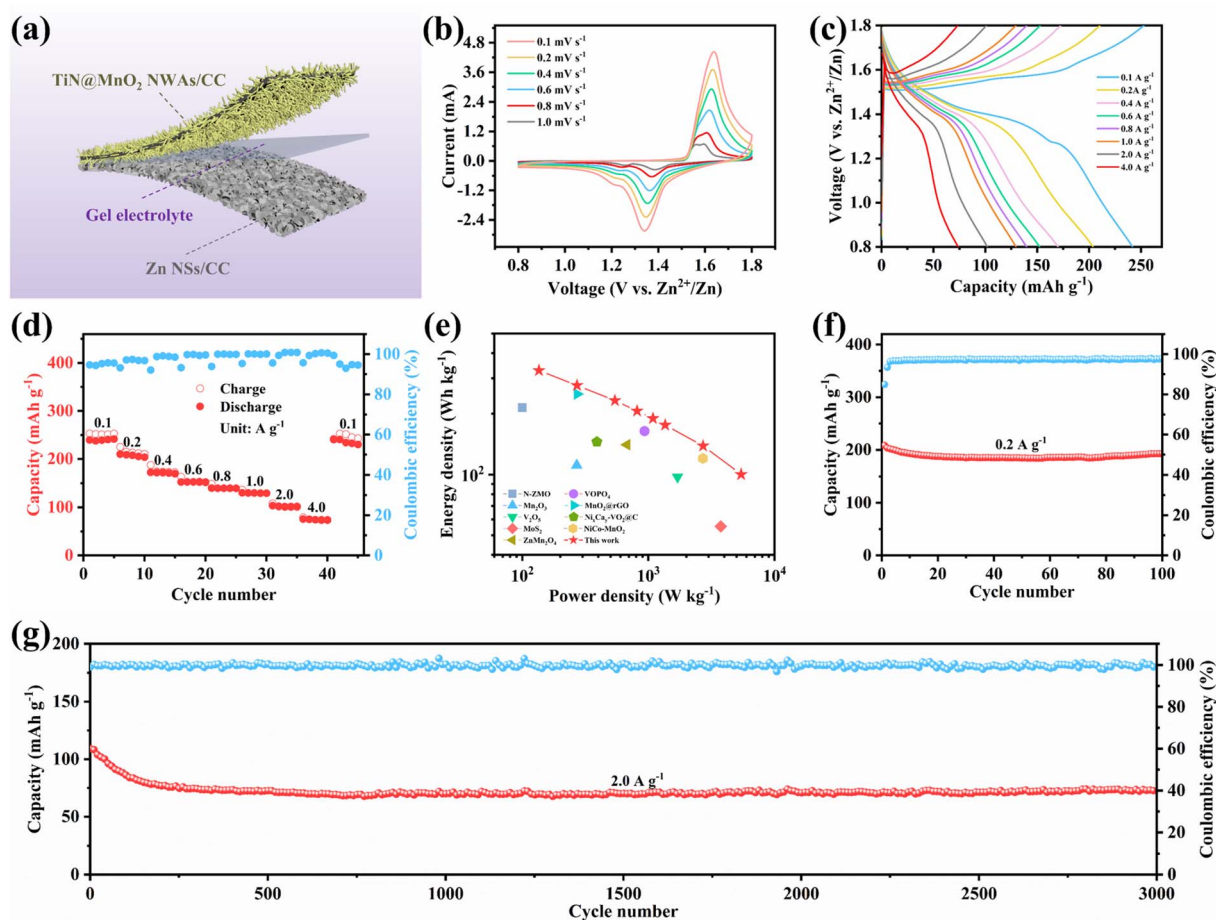 (a)
TiN@MnO₂ NWAs/CC
Gel electrolyte
Zn NSs/CC
(b)
Current (mA)
4.8
3.6
2.4
1.2
0.0
-1.2
-2.4
0.1 mV s⁻¹
0.2 mV s⁻¹
0.4 mV s⁻¹
0.6 mV s⁻¹
0.8 mV s⁻¹
1.0 mV s⁻¹
0.8 1.0 1.2 1.4 1.6 1.8
Voltage (V vs. Zn²⁺/Zn)
(c)
Voltage (V vs. Zn²⁺/Zn)
1.8
1.6
1.4
1.2
1.0
0.8
0.1 A g⁻¹
0.2A g⁻¹
0.4 A g⁻¹
0.6 A g⁻¹
0.8 A g⁻¹
1.0 A g⁻¹
2.0 A g⁻¹
4.0 A g⁻¹
0 50 100 150 200 250
Capacity (mAh g⁻¹)
(d)
Capacity (mAh g⁻¹)
400
350
300
250
200
150
100
50
0
Charge
Discharge
Unit: A g⁻¹
0.1
0.2
0.4
0.6
0.8
1.0
2.0
4.0
0.1
100
80
60
40
20
0
Coulombic efficiency (%)
0 10 20 30 40
Cycle number
(e)
Energy density (Wh kg⁻¹)
10²
N-ZMO
Mn₂O₃
V₂O₅
MoS₂
ZnMn₂O₄
VOPO₄
MnO₂@rGO
NiCo-MnO₂
This work
10² 10³ 10⁴
Power density (W kg⁻¹)
(f)
Capacity (mAh g⁻¹)
400
300
200
100
0
0.2 A g⁻¹
100
80
60
40
20
0
Coulombic efficiency (%)
0 20 40 60 80 100
Cycle number
(g)
Capacity (mAh g⁻¹)
200
175
150
125
100
75
50
25
0
2.0 A g⁻¹
100
80
60
40
20
0
Coulombic efficiency (%)
0 500 1000 1500 2000 2500 3000
Cycle number